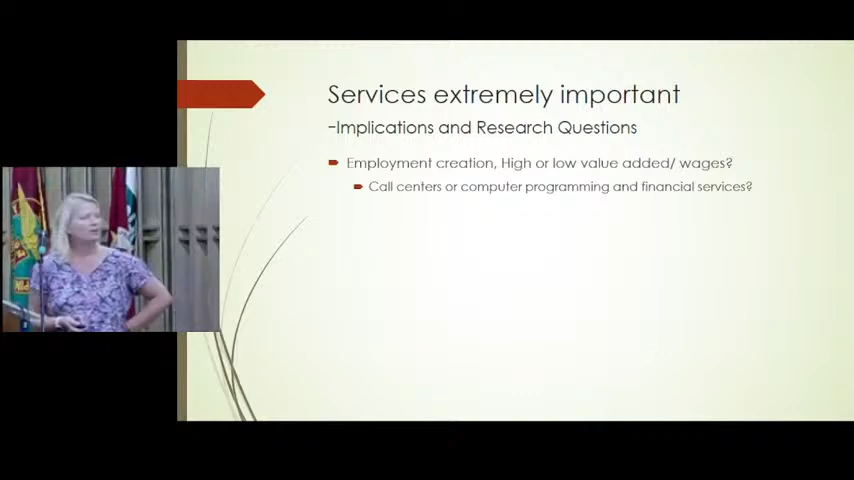 Services extremely important
-Implications and Research Questions
Employment creation, High or low value added/ wages?
Call centers or computer programming and financial services?